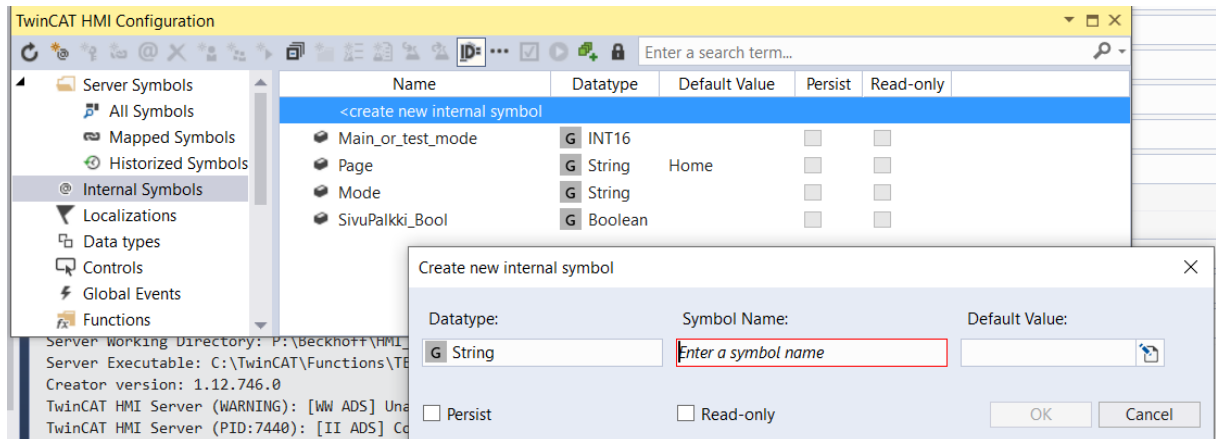 TwinCAT HMI Configuration
Enter a search term...
Server Symbols
All Symbols
Mapped Symbols
Historized Symbols
Internal Symbols
Localizations
Data types
Controls
Global Events
Functions
Name Datatype Default Value Persist Read-only
<create new internal symbol
Main_or_test_mode G INT16
Page G String Home
Mode G String
SivuPalkki_Bool G Boolean
Create new internal symbol
Datatype: Symbol Name: Default Value:
G String Enter a symbol name
Persist Read-only OK Cancel
Server Working Directory: P:\Beckhoff\HMI_
Server Executable: C:\TwinCAT\Functions\TE
Creator version: 1.12.746.0
TwinCAT HMI Server (WARNING): [WW ADS] Una
TwinCAT HMI Server (PID:7440): [II ADS] Co